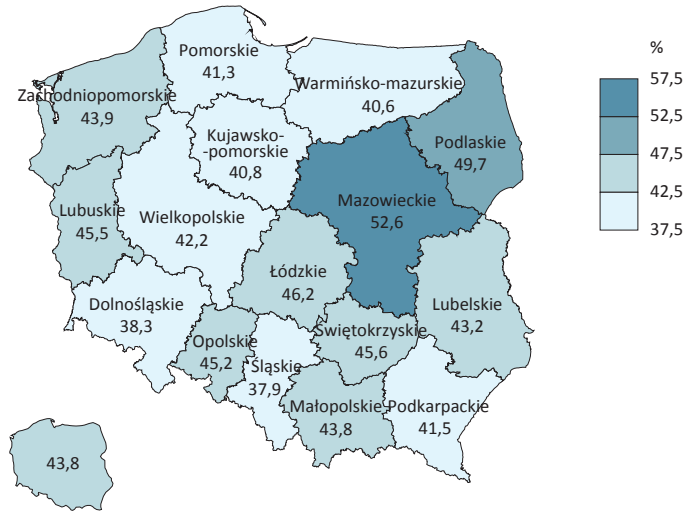 Pomorskie
41,3
Warmińsko-mazurskie
40,6
Zachodniopomorskie
43,9
Kujawsko-
-pomorskie
40,8
Podlaskie
49,7
Mazowieckie
52,6
Lubuskie
45,5
Wielkopolskie
42,2
Łódzkie
46,2
Dolnośląskie
38,3
Lubelskie
43,2
Opolskie
45,2
Śląskie
37,9
Świętokrzyskie
45,6
Małopolskie
43,8
Podkarpackie
41,5
43,8
%
57,5
52,5
47,5
42,5
37,5